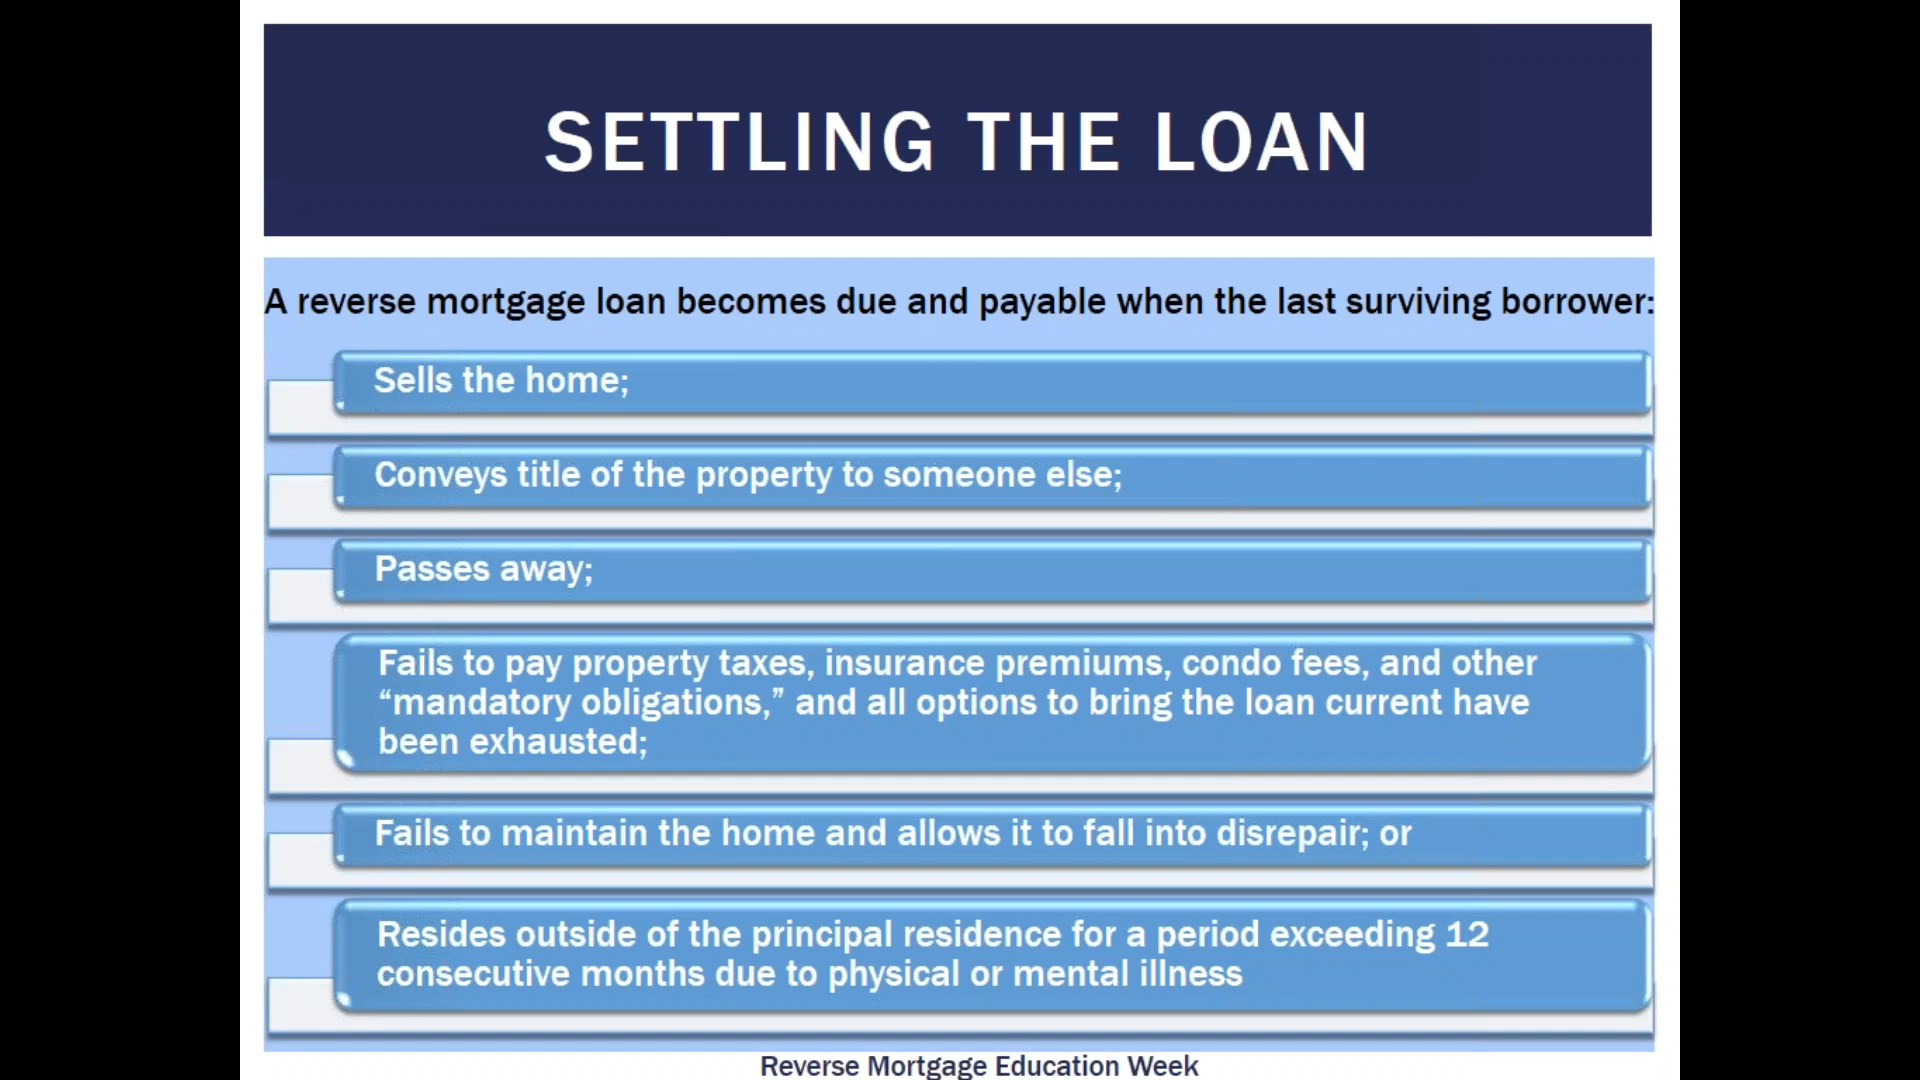 SETTLING THE LOAN
A reverse mortgage loan becomes due and payable when the last surviving borrower:
Sells the home;
Conveys title of the property to someone else;
Passes away;
Fails to pay property taxes, insurance premiums, condo fees, and other
“mandatory obligations,” and all options to bring the loan current have
been exhausted;
Fails to maintain the home and allows it to fall into disrepair; or
Resides outside of the principal residence for a period exceeding 12
consecutive months due to physical or mental illness
Reverse Mortgage Education Week